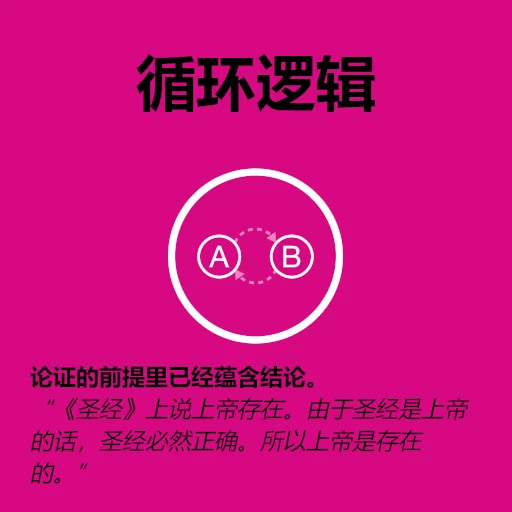 循环逻辑
A B
论证的前提里已经蕴含结论。
“《圣经》上说上帝存在。由于圣经是上帝
的话，圣经必然正确。所以上帝是存在
的。”